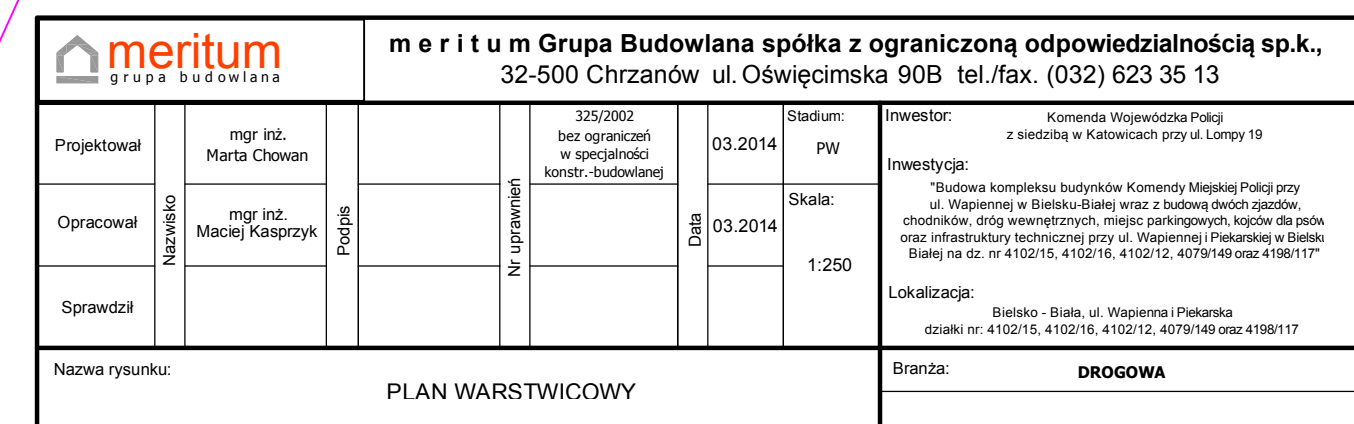 meritum
grupa budowlana
m e r i t u m Grupa Budowlana spółka z ograniczoną odpowiedzialnością sp.k.,
32-500 Chrzanów ul. Oświęcimska 90B tel./fax. (032) 623 35 13
Projektował
Nazwisko
mgr inż.
Marta Chowan
Podpis
Nr uprawnień
325/2002
bez ograniczeń
w specjalności
konstr.-budowlanej
Data
03.2014
Stadium:
PW
Opracował
mgr inż.
Maciej Kasprzyk
03.2014
Skala:
1:250
Sprawdził
Inwestor:
Komenda Wojewódzka Policji
z siedzibą w Katowicach przy ul. Lompy 19
Inwestycja:
"Budowa kompleksu budynków Komendy Miejskiej Policji przy
ul. Wapiennej w Bielsku-Białej wraz z budową dwóch zjazdów,
chodników, dróg wewnętrznych, miejsc parkingowych, kojców dla psów
oraz infrastruktury technicznej przy ul. Wapiennej i Piekarskiej w Bielsku
Białej na dz. nr 4102/15, 4102/16, 4102/12, 4079/149 oraz 4198/117"
Lokalizacja:
Bielsko - Biała, ul. Wapienna i Piekarska
działki nr: 4102/15, 4102/16, 4102/12, 4079/149 oraz 4198/117
Nazwa rysunku:
PLAN WARSTWICOWY
Branża:
DROGOWA